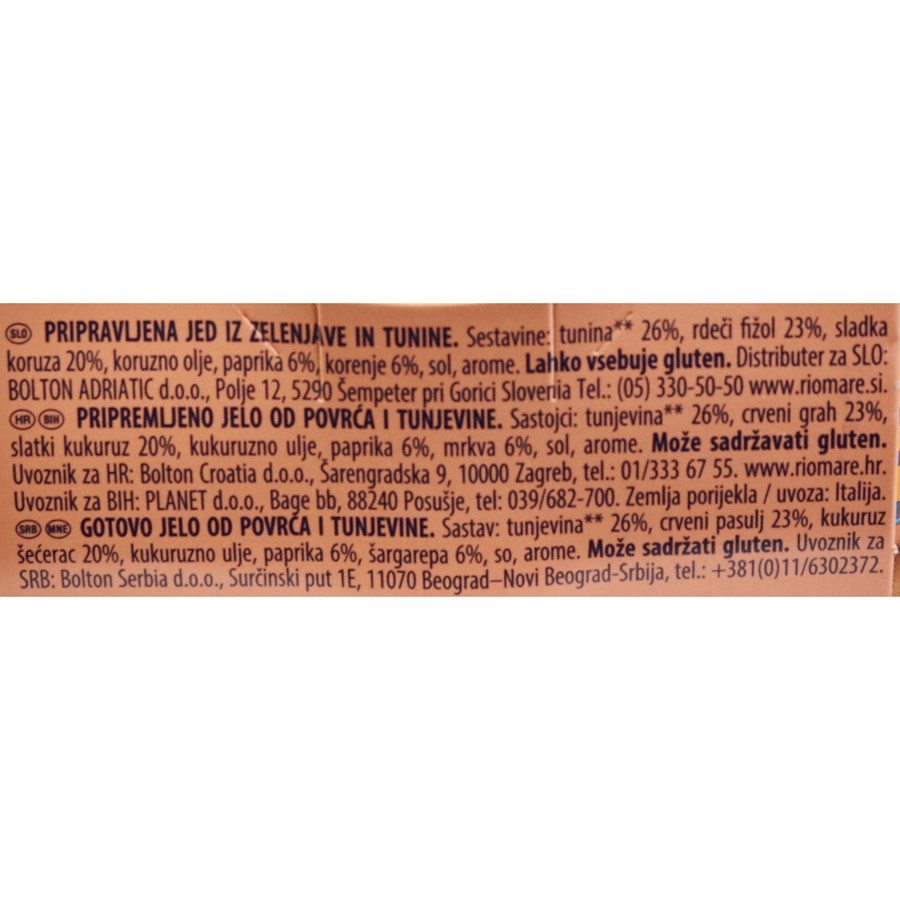 SLO PRIPRAVLJENA JED IZ ZELENJAVE IN TUNINE. Sestavine: tunina** 26%, rdeči fižol 23%, sladka
koruza 20%, koruzno olje, paprika 6%, korenje 6%, sol, arome. Lahko vsebuje gluten. Distributer za SLO:
BOLTON ADRIATIC d.o.o., Polje 12, 5290 Šempeter pri Gorici Slovenia Tel.: (05) 330-50-50 www.riomare.si.
HR BIH PRIPREMLJENO JELO OD POVRĆA I TUNJEVINE. Sastojci: tunjevina** 26%, crveni grah 23%,
slatki kukuruz 20%, kukuruzno ulje, paprika 6%, mrkva 6%, sol, arome. Može sadržavati gluten.
Uvoznik za HR: Bolton Croatia d.o.o., Šarengradska 9, 10000 Zagreb, tel.: 01/333 67 55. www.riomare.hr.
Uvoznik za BIH: PLANET d.o.o., Bage bb, 88240 Posušje, tel: 039/682-700. Zemlja porijekla / uvoza: Italija.
SRB MNE GOTOVO JELO OD POVRĆA I TUNJEVINE. Sastav: tunjevina** 26%, crveni pasulj 23%, kukuruz
šećerac 20%, kukuruzno ulje, paprika 6%, šargarepa 6%, so, arome. Može sadržati gluten. Uvoznik za
SRB: Bolton Serbia d.o.o., Surčinski put 1E, 11070 Beograd–Novi Beograd-Srbija, tel.: +381(0)11/6302372.